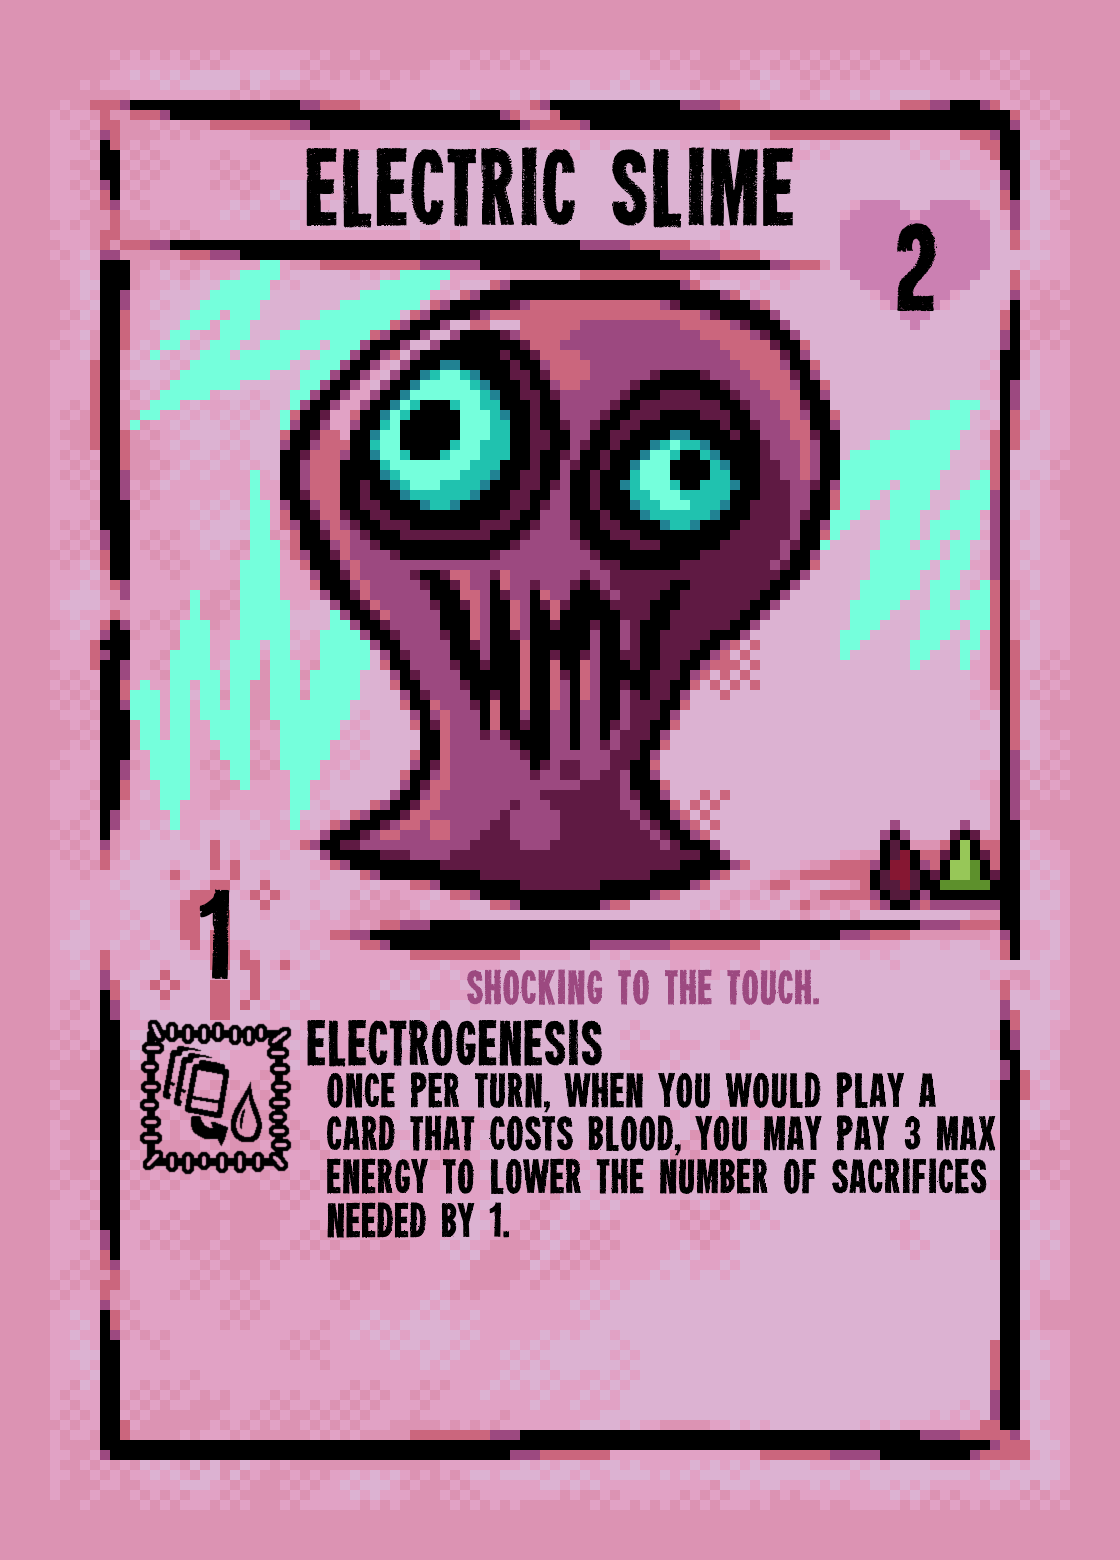 ELECTRIC SLIME
2
1
SHOCKING TO THE TOUCH.
ELECTROGENESIS
ONCE PER TURN, WHEN YOU WOULD PLAY A
CARD THAT COSTS BLOOD, YOU MAY PAY 3 MAX
ENERGY TO LOWER THE NUMBER OF SACRIFICES
NEEDED BY 1.